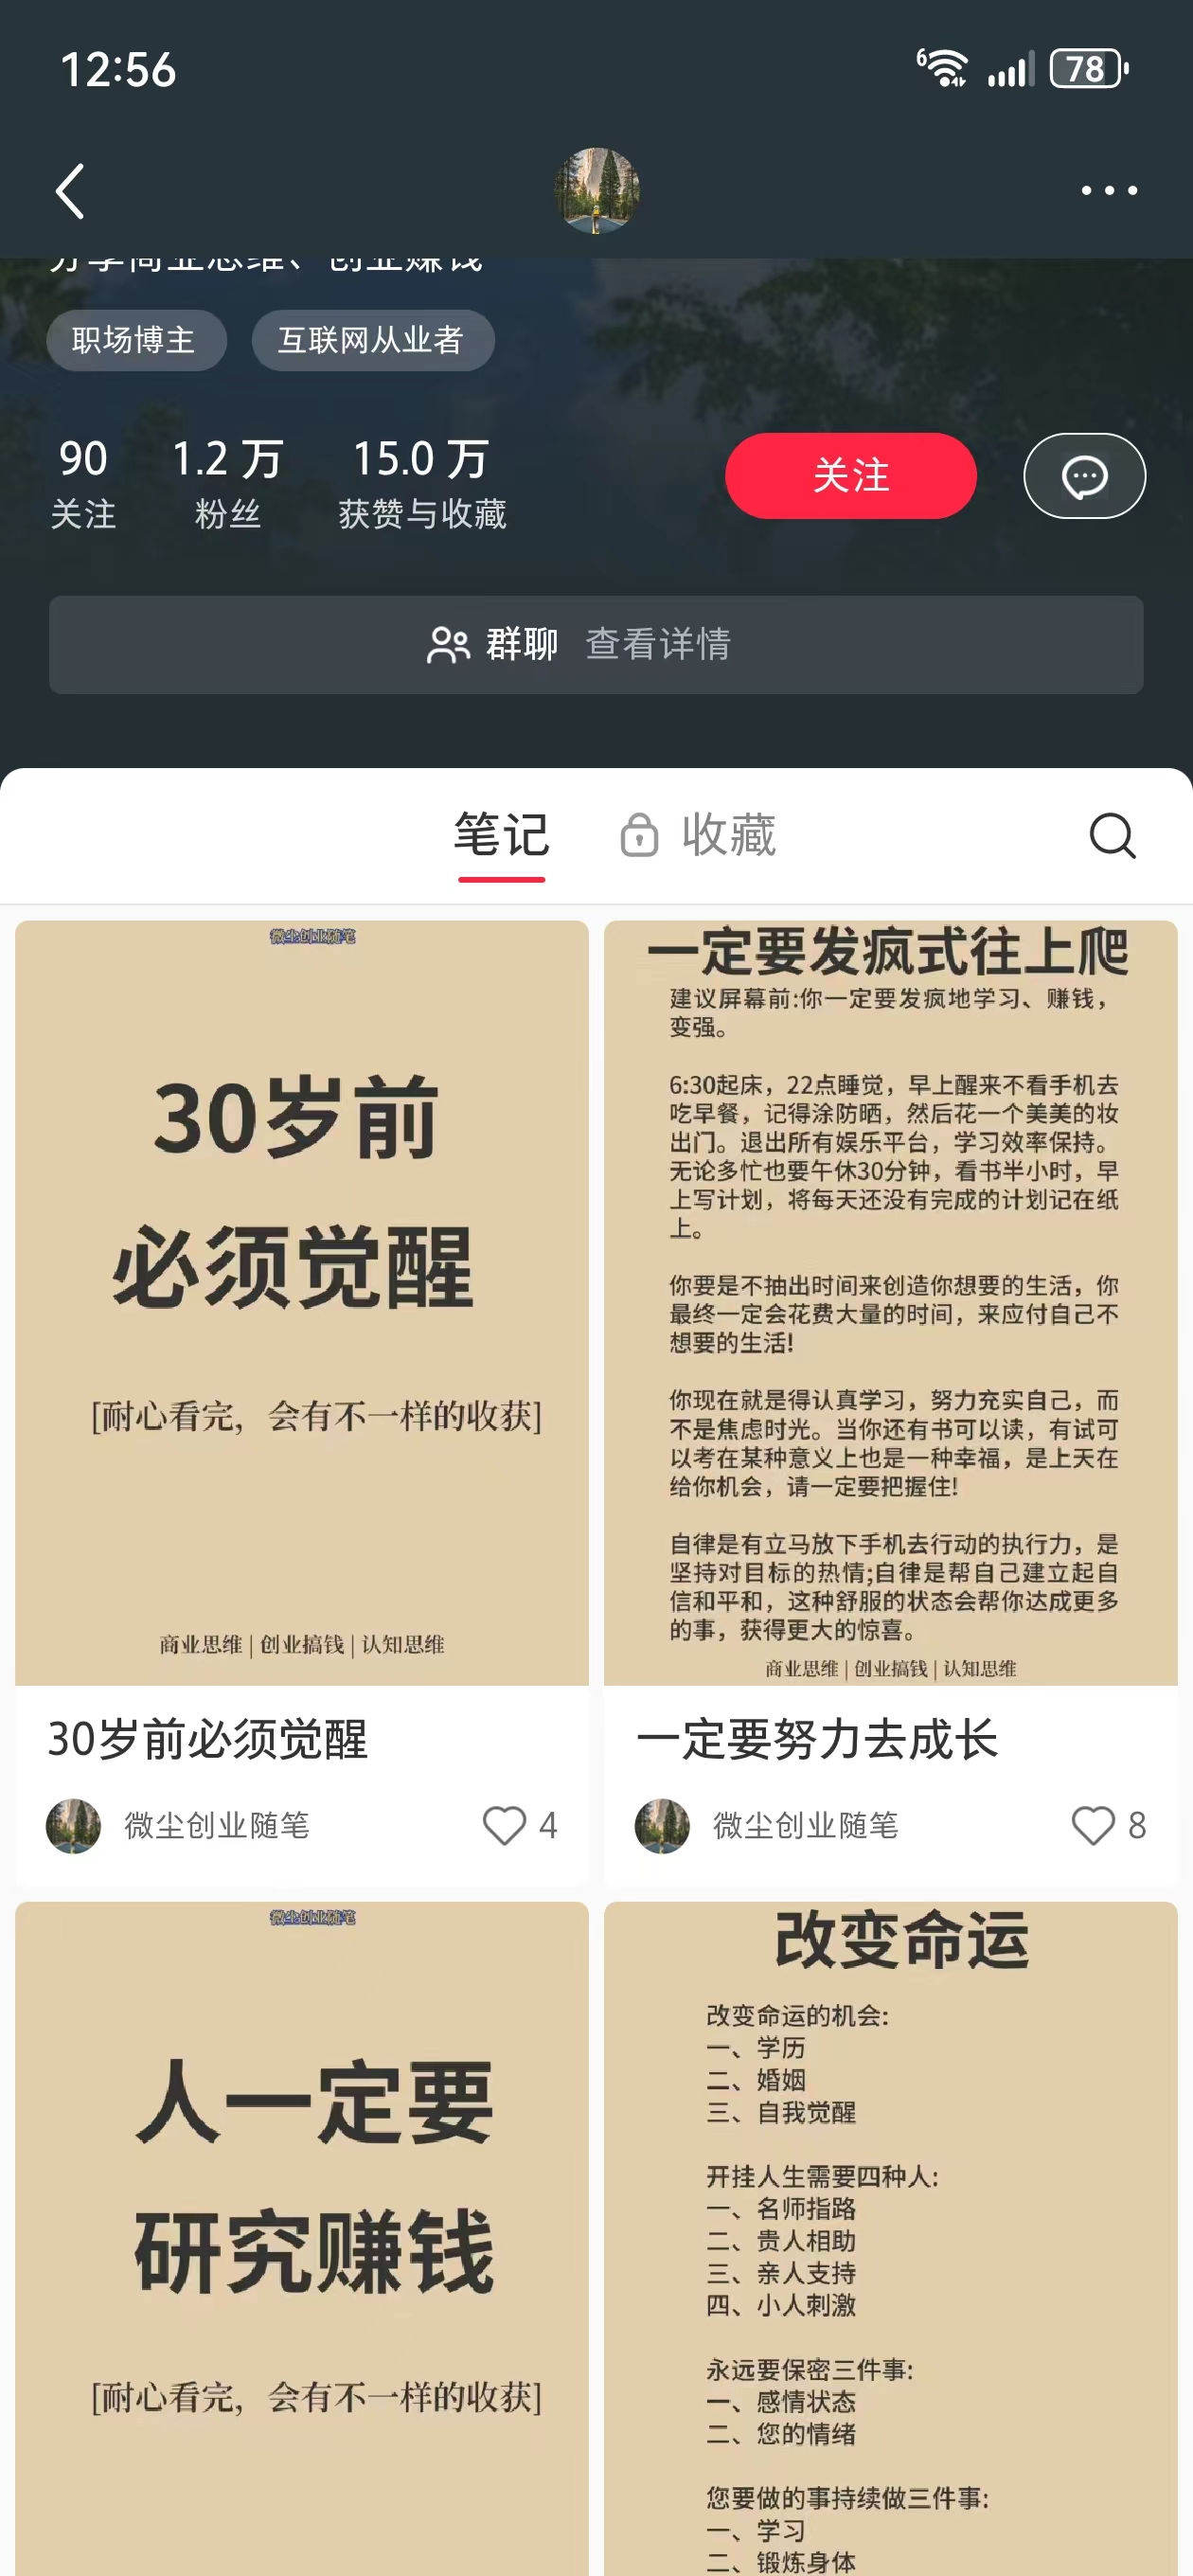 12:56
6
78
分享商业思维、创业赚钱
职场博主
互联网从业者
90
1.2 万
15.0 万
关注
粉丝
获赞与收藏
关注
群聊 查看详情
笔记
收藏
微尘创业随笔
30岁前
必须觉醒
[耐心看完，会有不一样的收获]
商业思维 | 创业搞钱 | 认知思维
30岁前必须觉醒
微尘创业随笔
4
一定要发疯式往上爬
建议屏幕前:你一定要发疯地学习、赚钱，
变强。
6:30起床，22点睡觉，早上醒来不看手机去
吃早餐，记得涂防晒，然后花一个美美的妆
出门。退出所有娱乐平台，学习效率保持。
无论多忙也要午休30分钟，看书半小时，早
上写计划，将每天还没有完成的计划记在纸
上。
你要是不抽出时间来创造你想要的生活，你
最终一定会花费大量的时间，来应付自己不
想要的生活!
你现在就是得认真学习，努力充实自己，而
不是焦虑时光。当你还有书可以读，有试可
以考在某种意义上也是一种幸福，是上天在
给你机会，请一定要把握住!
自律是有立马放下手机去行动的执行力，是
坚持对目标的热情;自律是帮自己建立起自
信和平和，这种舒服的状态会帮你达成更多
的事，获得更大的惊喜。
商业思维 | 创业搞钱 | 认知思维
一定要努力去成长
微尘创业随笔
8
微尘创业随笔
人一定要
研究赚钱
[耐心看完，会有不一样的收获]
改变命运
改变命运的机会:
一、学历
二、婚姻
三、自我觉醒
开挂人生需要四种人:
一、名师指路
二、贵人相助
三、亲人支持
四、小人刺激
永远要保密三件事:
一、感情状态
二、您的情绪
您要做的事持续做三件事:
一、学习
二、锻炼身体